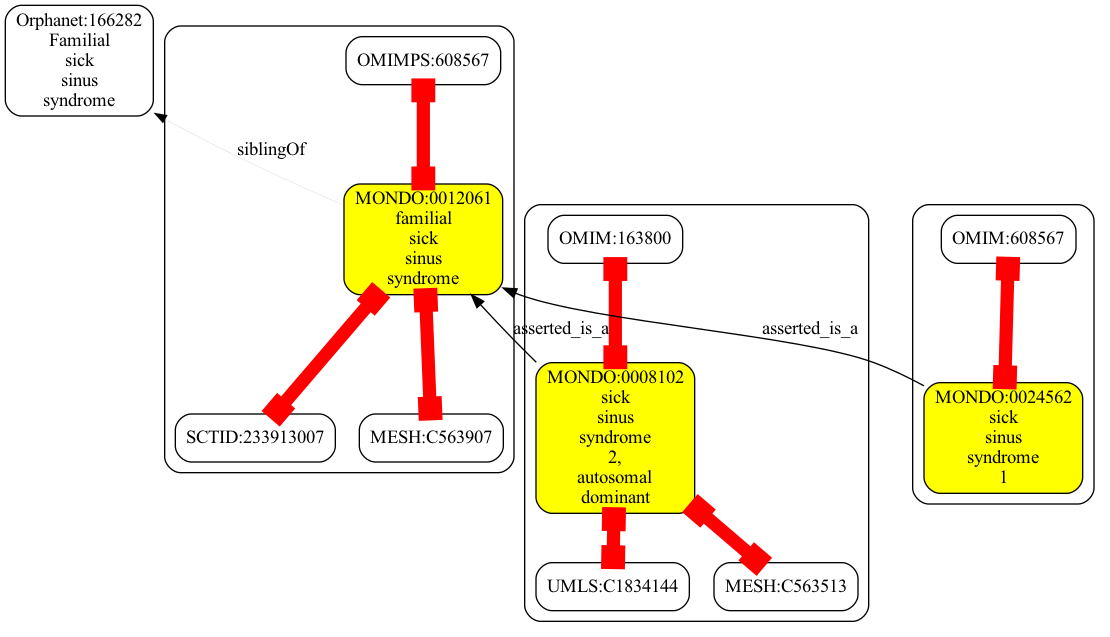 Orphanet:166282
Familial
sick
sinus
syndrome
OMIMPS:608567
siblingOf
MONDO:0012061
familial
sick
sinus
syndrome
SCTID:233913007
MESH:C563907
OMIM:163800
asserted_is_a
MONDO:0008102
sick
sinus
syndrome
2,
autosomal
dominant
UMLS:C1834144
MESH:C563513
OMIM:608567
asserted_is_a
MONDO:0024562
sick
sinus
syndrome
1